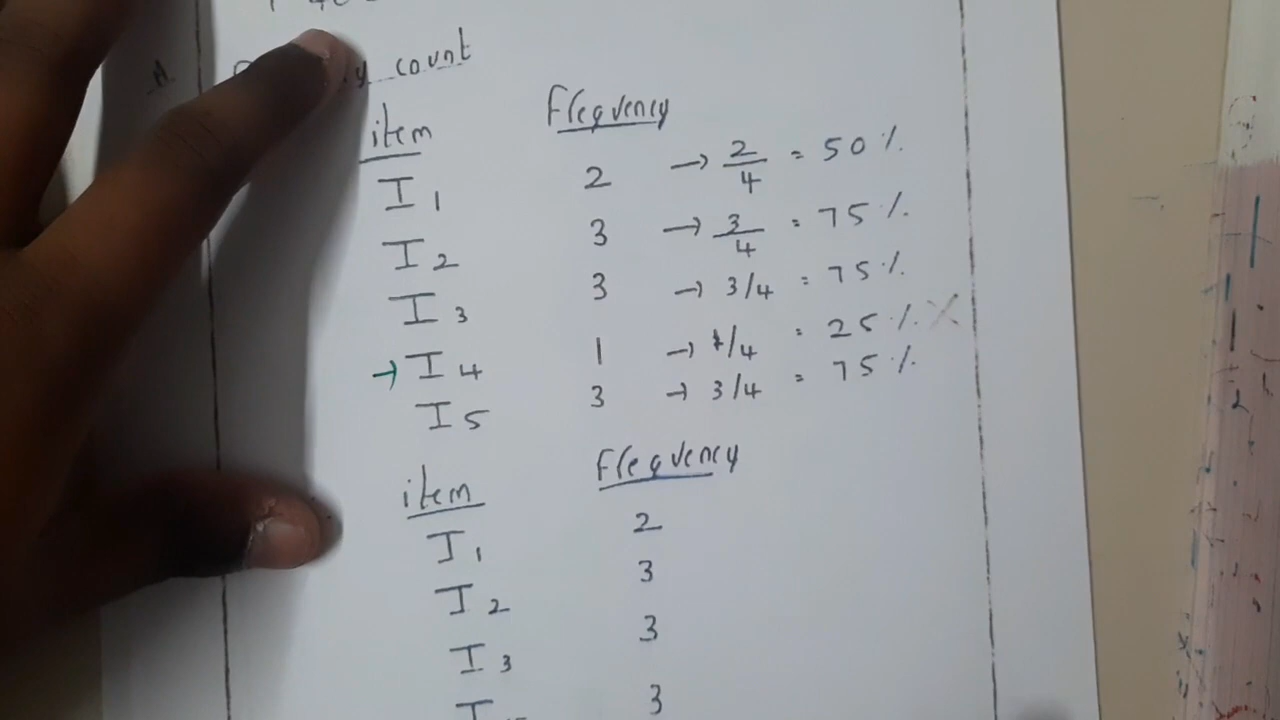 count
item Frequency
I1 2 → 2/4 = 50%
I2 3 → 3/4 = 75%
I3 3 → 3/4 = 75%
→ I4 1 → 1/4 = 25% X
I5 3 → 3/4 = 75%
item Frequency
I1 2
I2 3
I3 3
3